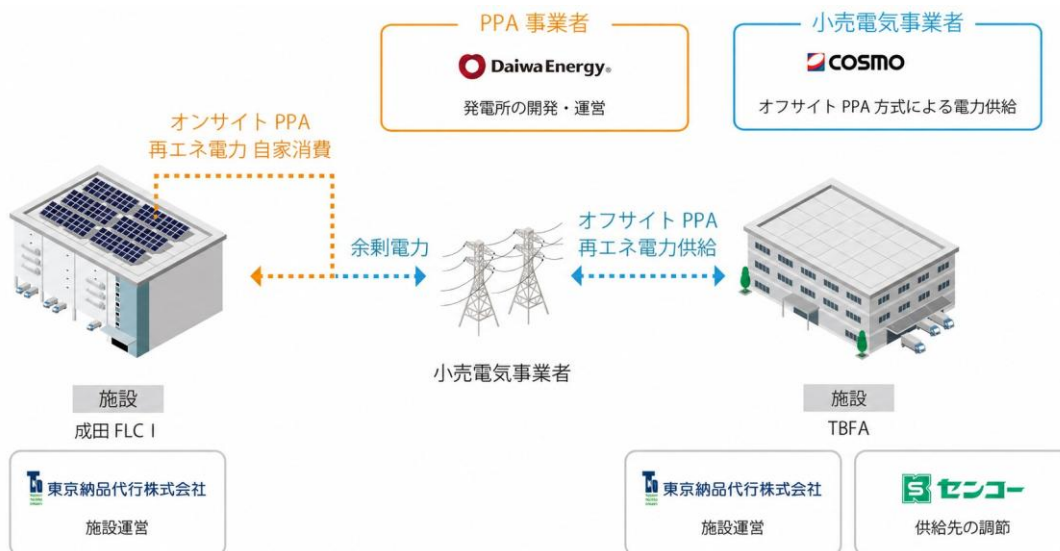 PPA 事業者
Daiwa Energy®
発電所の開発・運営
小売電気事業者
COSMO
オフサイト PPA 方式による電力供給
オンサイト PPA
再エネ電力 自家消費
余剰電力
オフサイト PPA
再エネ電力供給
小売電気事業者
施設
成田 FLC Ⅰ
東京納品代行株式会社
施設運営
施設
TBFA
東京納品代行株式会社
施設運営
センコー
供給先の調節